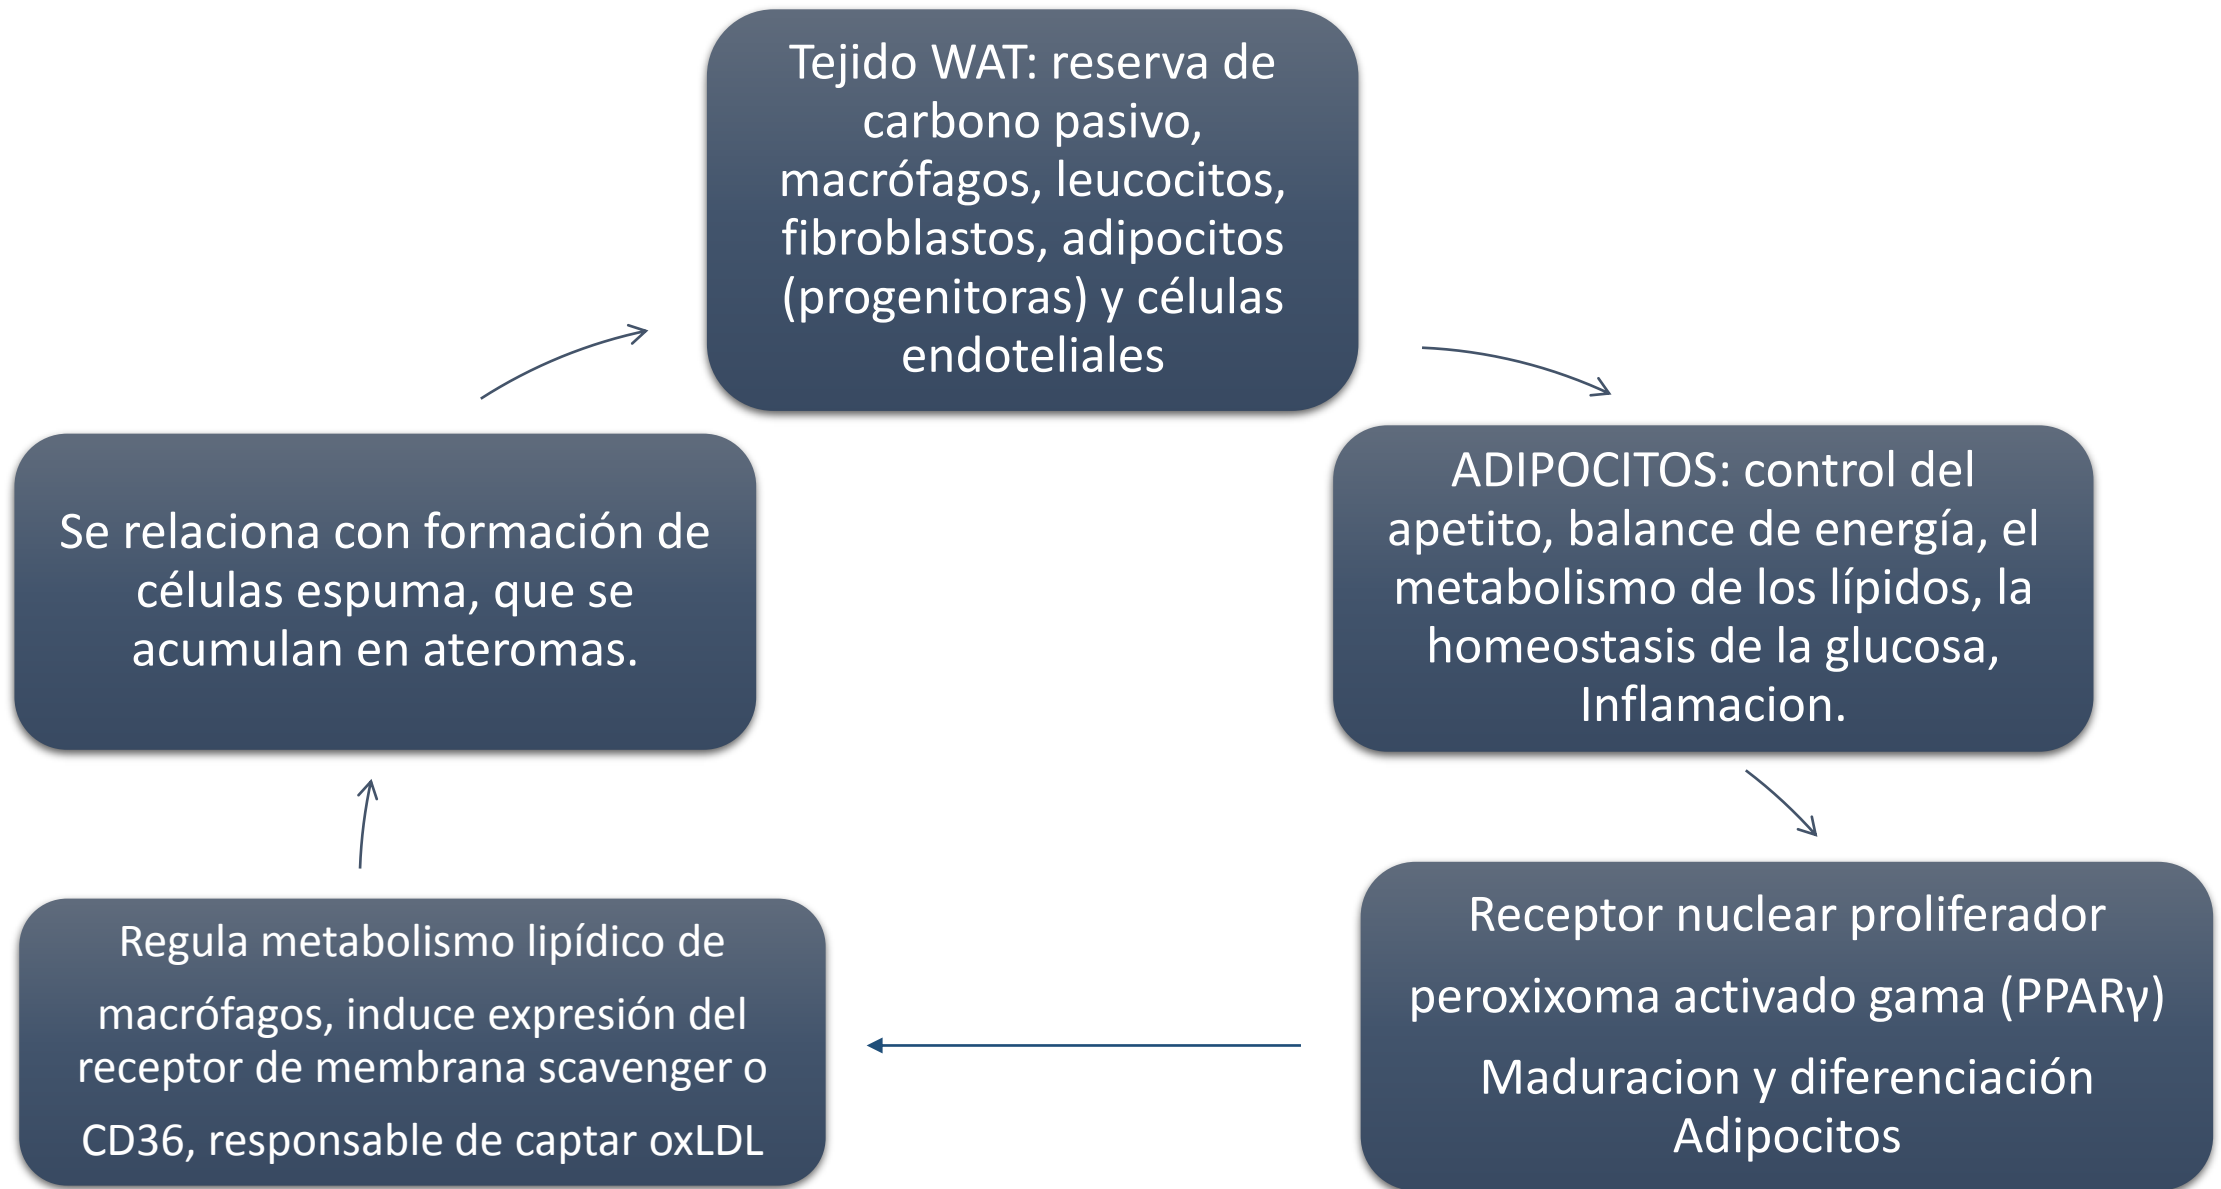 Tejido WAT: reserva de
carbono pasivo,
macrófagos, leucocitos,
fibroblastos, adipocitos
(progenitoras) y células
endoteliales
ADIPOCITOS: control del
apetito, balance de energía, el
metabolismo de los lípidos, la
homeostasis de la glucosa,
Inflamacion.
Receptor nuclear proliferador
peroxixoma activado gama (PPARγ)
Maduracion y diferenciación
Adipocitos
Regula metabolismo lipídico de
macrófagos, induce expresión del
receptor de membrana scavenger o
CD36, responsable de captar oxLDL
Se relaciona con formación de
células espuma, que se
acumulan en ateromas.